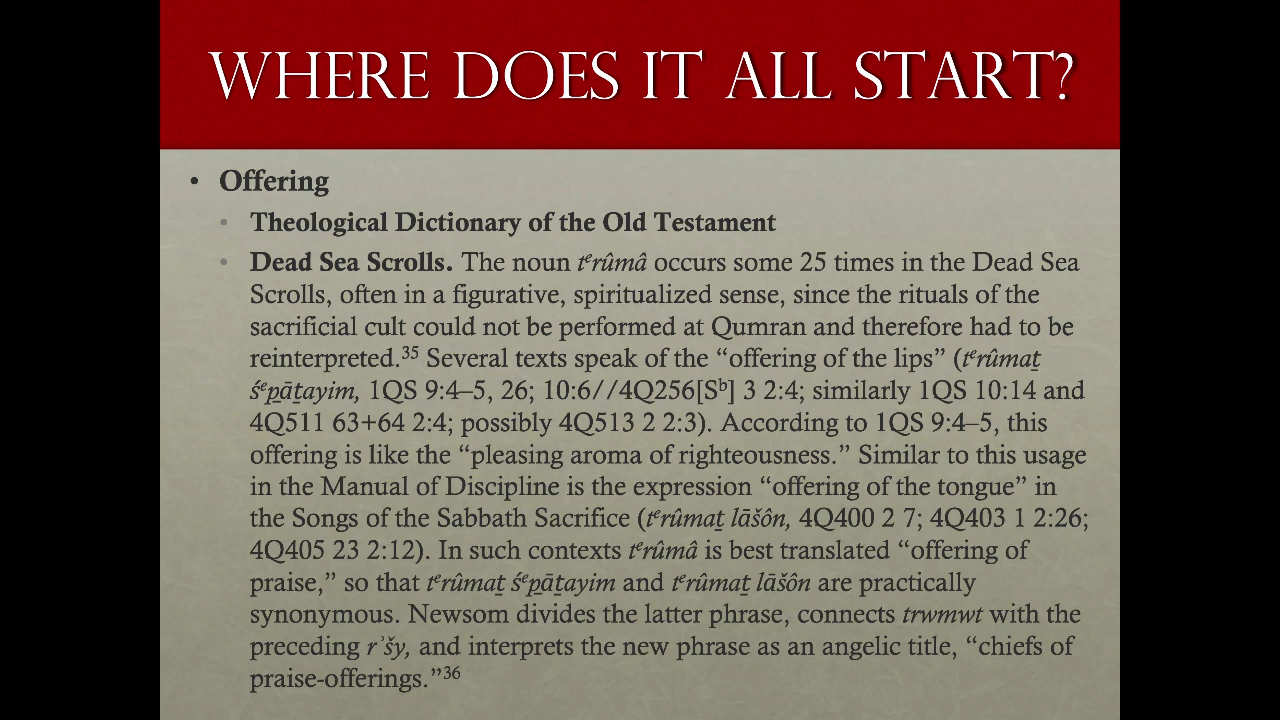 WHERE DOES IT ALL START?
• Offering
• Theological Dictionary of the Old Testament
• Dead Sea Scrolls. The noun tᵉrûmâ occurs some 25 times in the Dead Sea
Scrolls, often in a figurative, spiritualized sense, since the rituals of the
sacrificial cult could not be performed at Qumran and therefore had to be
reinterpreted.³⁵ Several texts speak of the “offering of the lips” (tᵉrûmaṯ
śᵉp̱āṯayim, 1QS 9:4–5, 26; 10:6//4Q256[Sᵇ] 3 2:4; similarly 1QS 10:14 and
4Q511 63+64 2:4; possibly 4Q513 2 2:3). According to 1QS 9:4–5, this
offering is like the “pleasing aroma of righteousness.” Similar to this usage
in the Manual of Discipline is the expression “offering of the tongue” in
the Songs of the Sabbath Sacrifice (tᵉrûmaṯ lāšôn, 4Q400 2 7; 4Q403 1 2:26;
4Q405 23 2:12). In such contexts tᵉrûmâ is best translated “offering of
praise,” so that tᵉrûmaṯ śᵉp̱āṯayim and tᵉrûmaṯ lāšôn are practically
synonymous. Newsom divides the latter phrase, connects trwmwt with the
preceding rʾšy, and interprets the new phrase as an angelic title, “chiefs of
praise-offerings.”³⁶